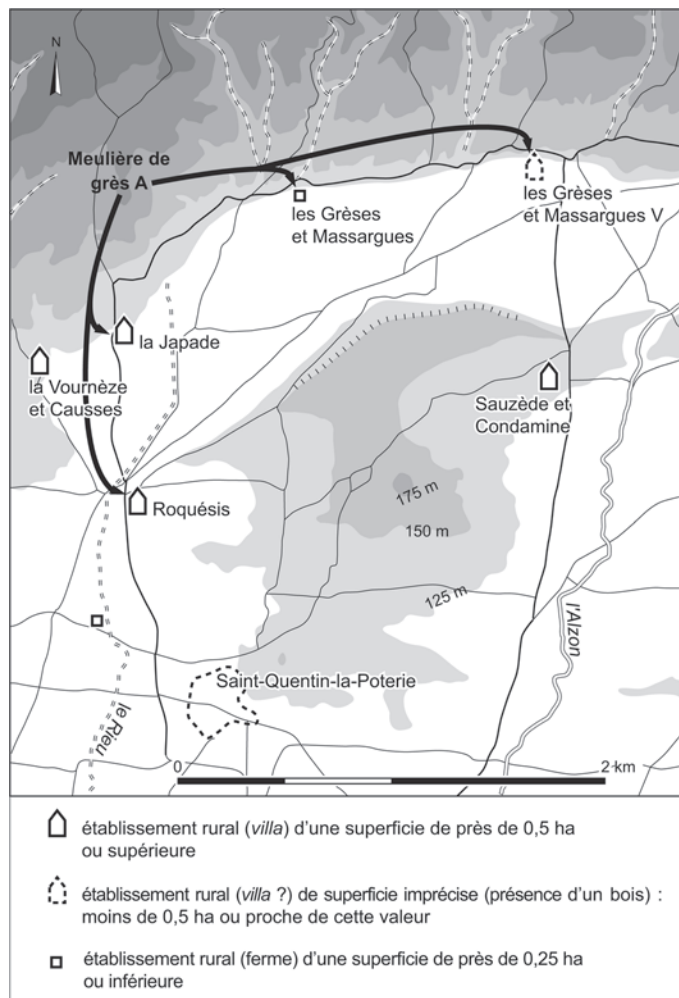 N
Meulière de
grès A
les Grèses
et Massargues
les Grèses
et Massargues V
la Japade
la Vournèze
et Causses
Sauzède et
Condamine
Roquésis
175 m
150 m
125 m
l'Alzon
Saint-Quentin-la-Poterie
le Rieu
0
2 km
établissement rural (villa) d'une superficie de près de 0,5 ha
ou supérieure
établissement rural (villa ?) de superficie imprécise (présence d'un bois) :
moins de 0,5 ha ou proche de cette valeur
établissement rural (ferme) d'une superficie de près de 0,25 ha
ou inférieure